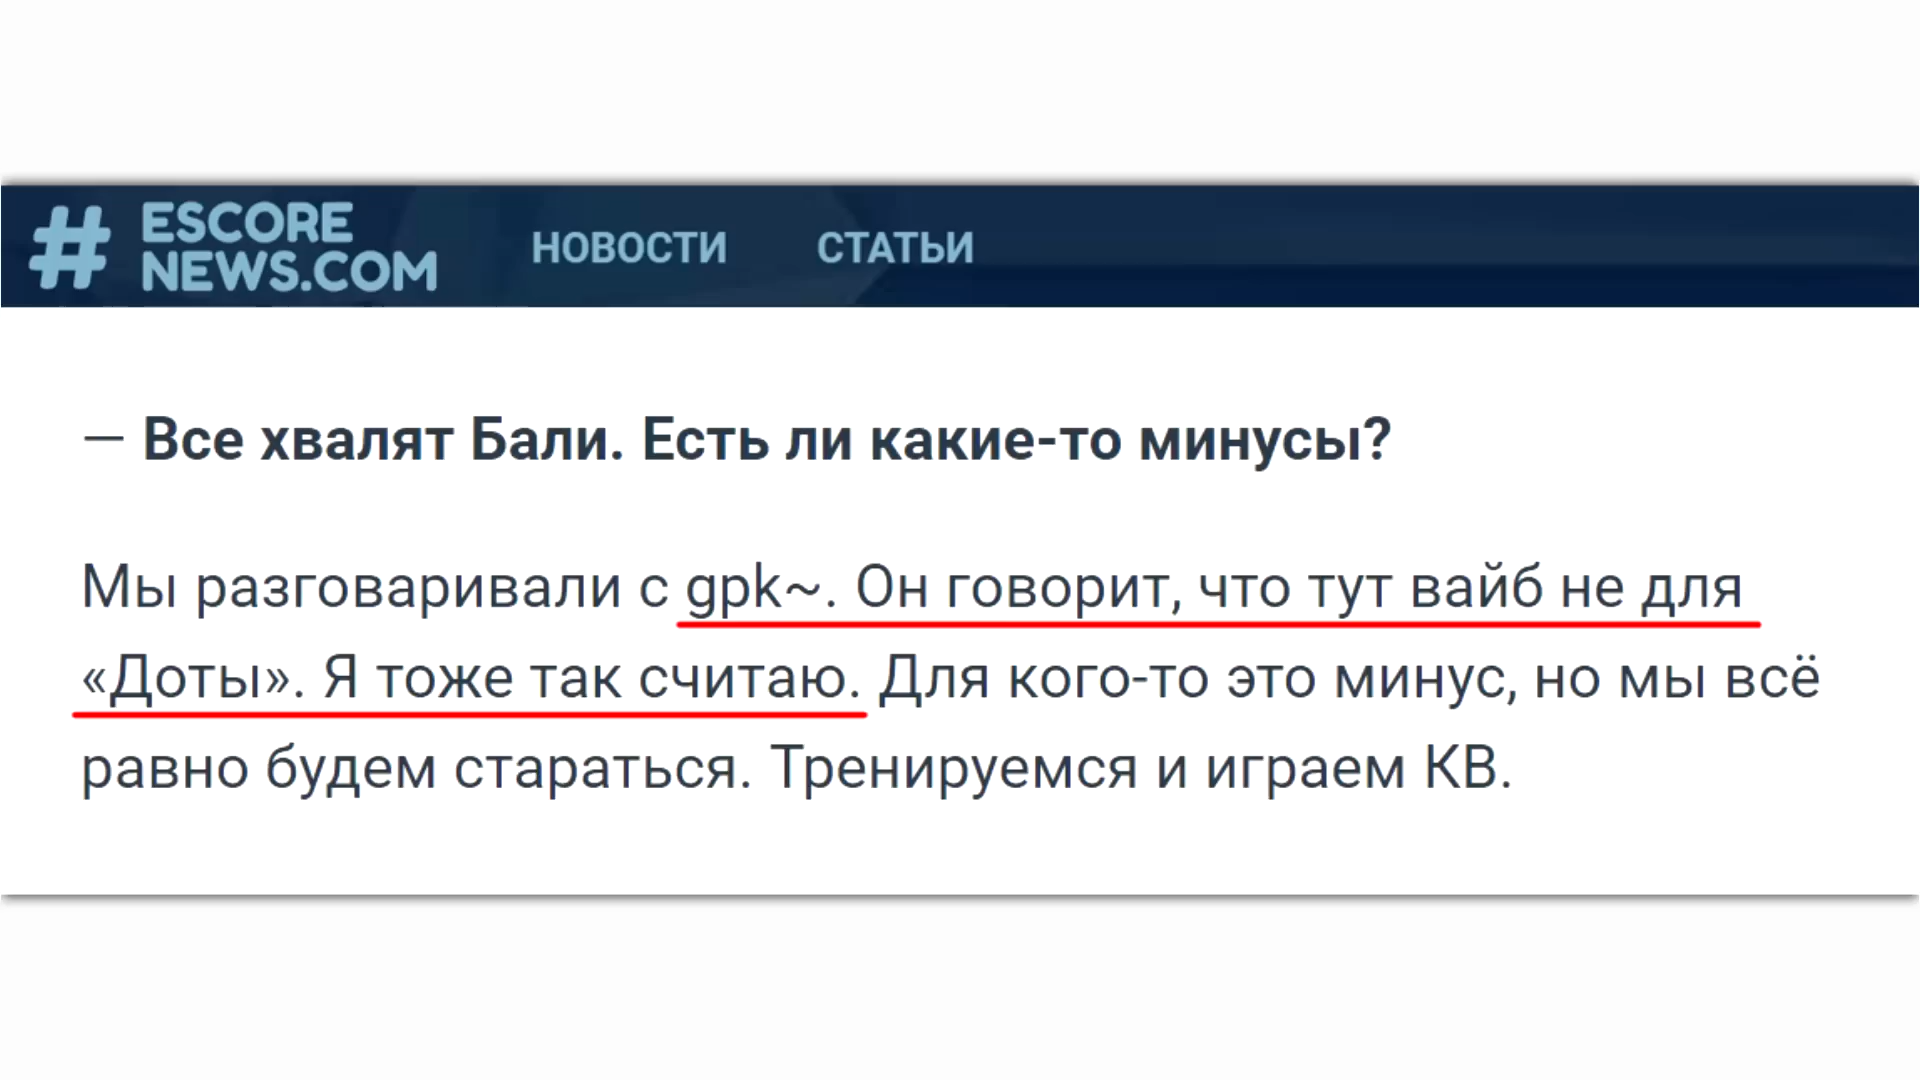 # ESCORE
NEWS.COM
НОВОСТИ
СТАТЬИ
— Все хвалят Бали. Есть ли какие-то минусы?
Мы разговаривали с gpk~. Он говорит, что тут вайб не для
«Доты». Я тоже так считаю. Для кого-то это минус, но мы всё
равно будем стараться. Тренируемся и играем КВ.